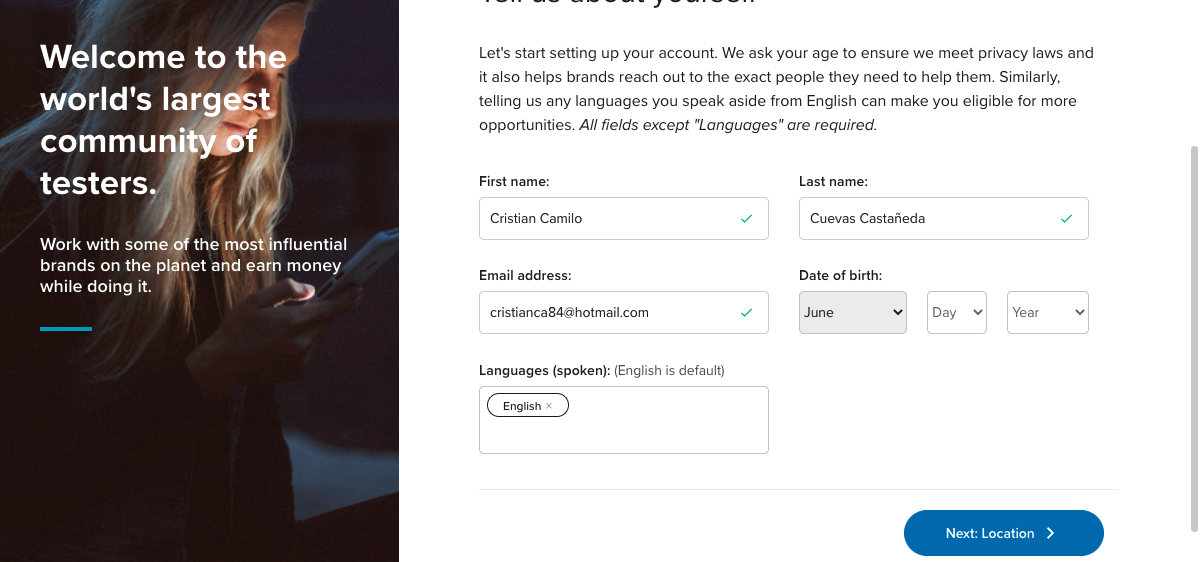 Welcome to the
world's largest
community of
testers.
Work with some of the most influential
brands on the planet and earn money
while doing it.
Tell us about yourself
Let's start setting up your account. We ask your age to ensure we meet privacy laws and
it also helps brands reach out to the exact people they need to help them. Similarly,
telling us any languages you speak aside from English can make you eligible for more
opportunities. All fields except "Languages" are required.
First name:
Last name:
Cristian Camilo
Cuevas Castañeda
Email address:
Date of birth:
cristianca84@hotmail.com
June
Day
Year
Languages (spoken): (English is default)
English ×
Next: Location